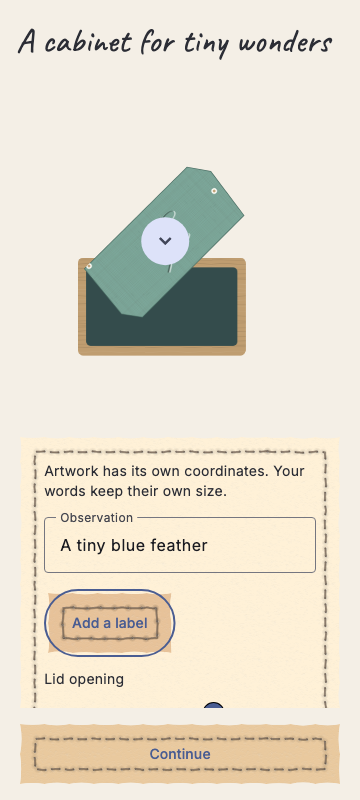 A cabinet for tiny wonders
Artwork has its own coordinates. Your
words keep their own size.
Observation
A tiny blue feather
Add a label
Lid opening
Continue